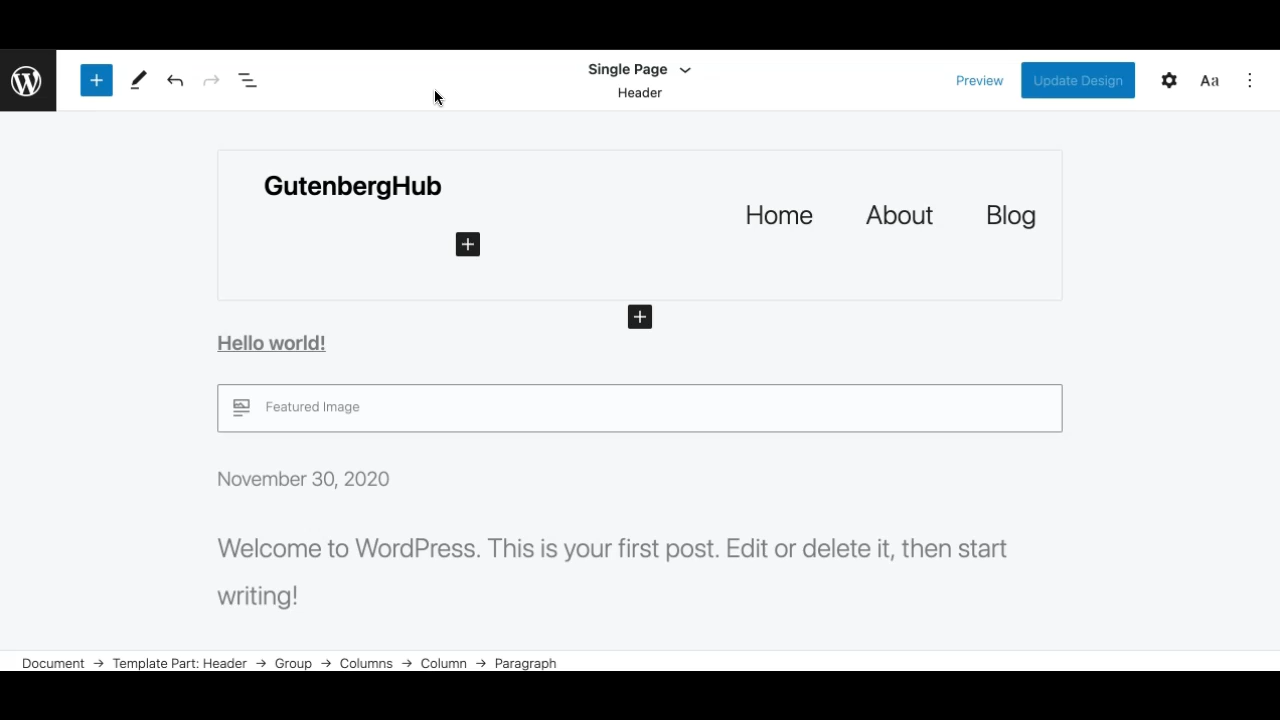 Single Page
Header
Preview
Update Design
Aa
GutenbergHub
Home About Blog
Hello world!
Featured Image
November 30, 2020
Welcome to WordPress. This is your first post. Edit or delete it, then start
writing!
Document → Template Part: Header → Group → Columns → Column → Paragraph